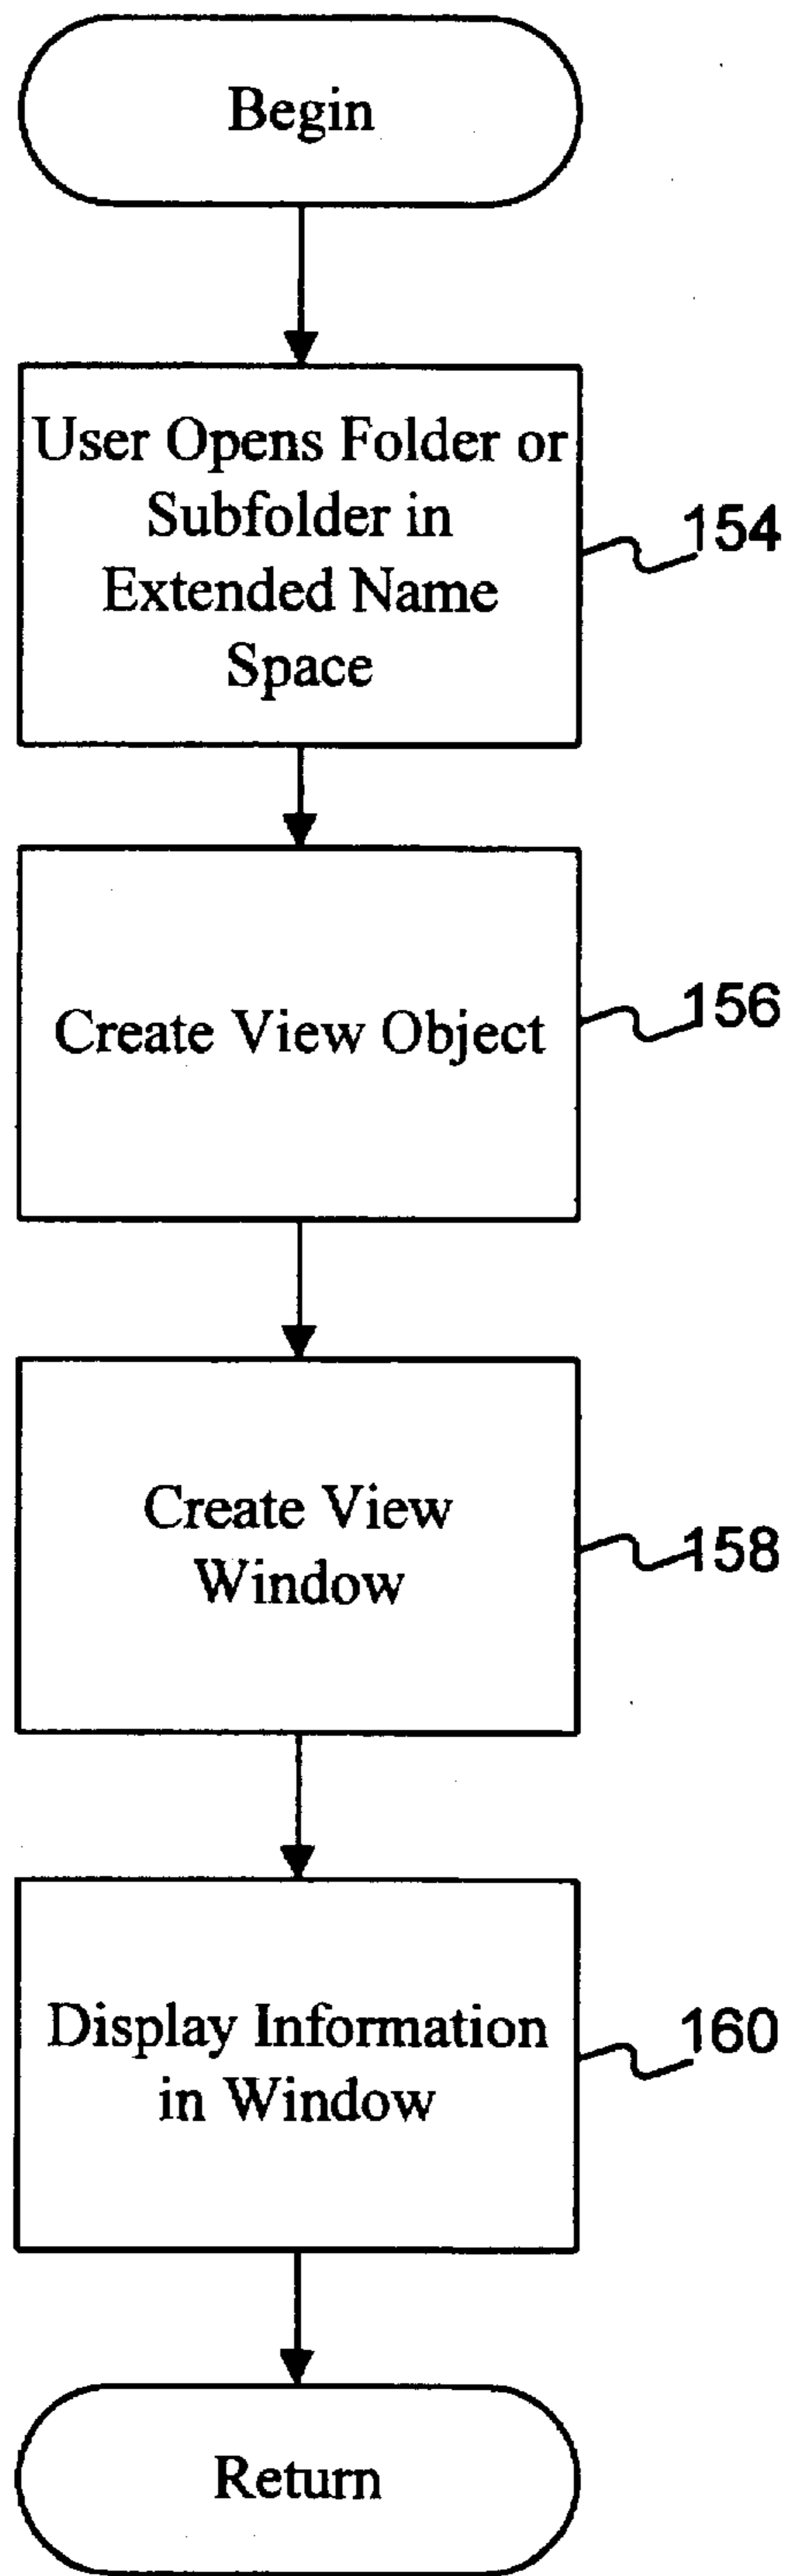 Begin
User Opens Folder or
Subfolder in
Extended Name
Space
154
Create View Object
156
Create View
Window
158
Display Information
in Window
160
Return